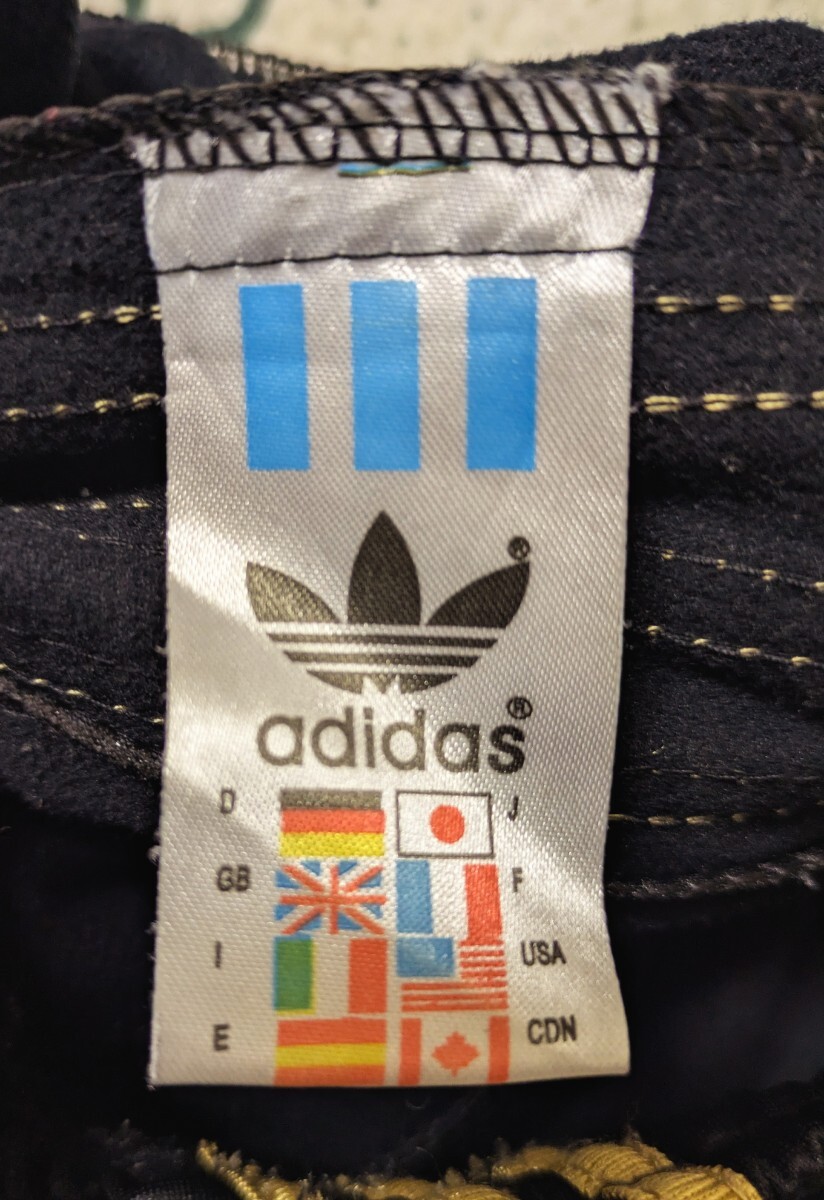 ®
adidas®
D J
GB F
I USA
E CDN